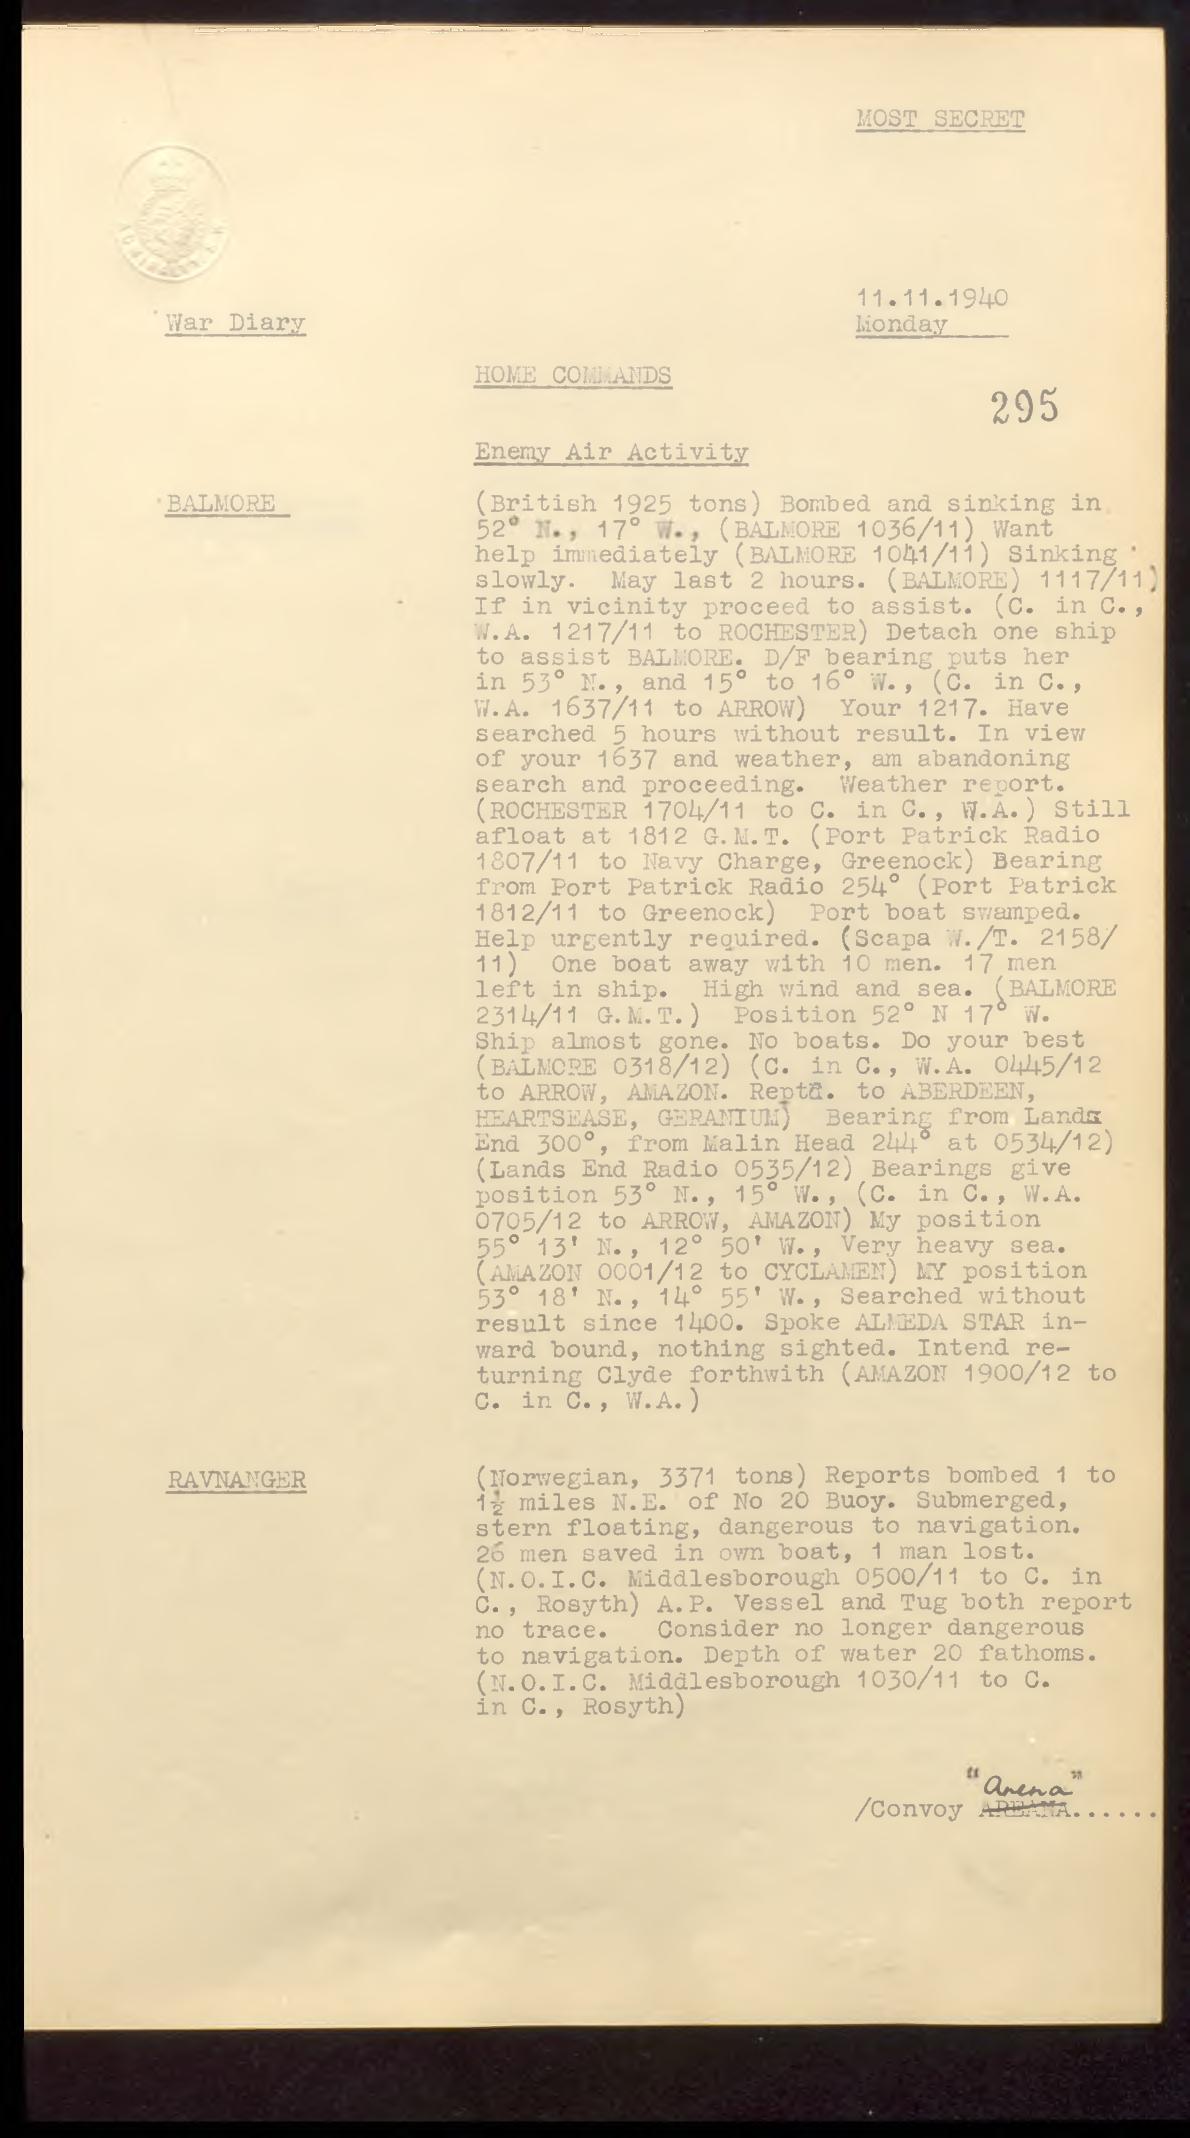 MOST SECRET
11.11.1940
War Diary
Monday
HOME COMMANDS
295
Enemy Air Activity
BALMORE
(British 1925 tons) Bombed and sinking in
52° N., 17° W., (BALMORE 1036/11) Want
help immediately (BALMORE 1041/11) Sinking
slowly. May last 2 hours. (BALMORE) 1117/11)
If in vicinity proceed to assist. (C. in C.,
W.A. 1217/11 to ROCHESTER) Detach one ship
to assist BALMORE. D/F bearing puts her
in 53° N., and 15° to 16° W., (C. in C.,
W.A. 1637/11 to ARROW) Your 1217. Have
searched 5 hours without result. In view
of your 1637 and weather, am abandoning
search and proceeding. Weather report.
(ROCHESTER 1704/11 to C. in C., W.A.) Still
afloat at 1812 G.M.T. (Port Patrick Radio
1807/11 to Navy Charge, Greenock) Bearing
from Port Patrick Radio 254° (Port Patrick
1812/11 to Greenock) Port boat swamped.
Help urgently required. (Scapa W./T. 2158/
11) One boat away with 10 men. 17 men
left in ship. High wind and sea. (BALMORE
2314/11 G.M.T.) Position 52° N 17° W.
Ship almost gone. No boats. Do your best
(BALMORE 0318/12) (C. in C., W.A. 0445/12
to ARROW, AMAZON. Reptd. to ABERDEEN,
HEARTSEASE, GERANIUM) Bearing from Lands
End 300°, from Malin Head 244° at 0534/12)
(Lands End Radio 0535/12) Bearings give
position 53° N., 15° W., (C. in C., W.A.
0705/12 to ARROW, AMAZON) My position
55° 13' N., 12° 50' W., Very heavy sea.
(AMAZON 0001/12 to CYCLAMEN) MY position
53° 18' N., 14° 55' W., Searched without
result since 1400. Spoke ALMEDA STAR in-
ward bound, nothing sighted. Intend re-
turning Clyde forthwith (AMAZON 1900/12 to
C. in C., W.A.)
RAVNANGER
(Norwegian, 3371 tons) Reports bombed 1 to
1½ miles N.E. of No 20 Buoy. Submerged,
stern floating, dangerous to navigation.
26 men saved in own boat, 1 man lost.
(N.O.I.C. Middlesborough 0500/11 to C. in
C., Rosyth) A.P. Vessel and Tug both report
no trace. Consider no longer dangerous
to navigation. Depth of water 20 fathoms.
(N.O.I.C. Middlesborough 1030/11 to C.
in C., Rosyth)
"Arena"
/Convoy AREANA......